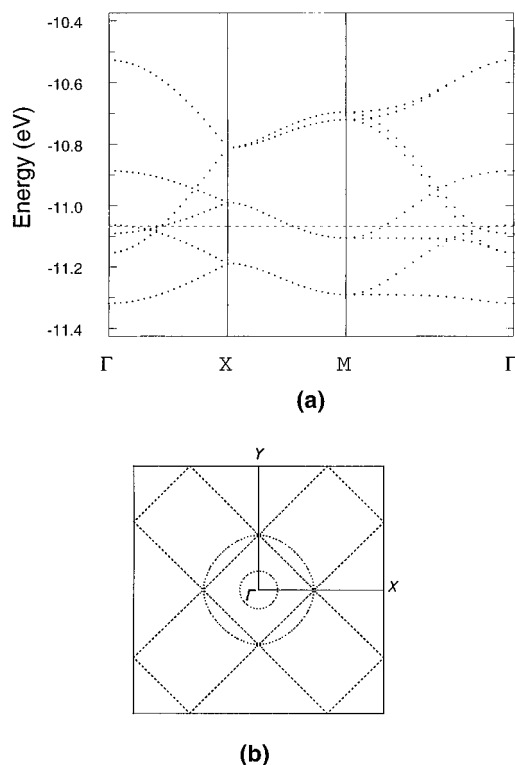 -10.4
-10.6
-10.8
-11.0
-11.2
-11.4
Energy (eV)
Γ X M Γ
(a)
Y
Γ X
(b)